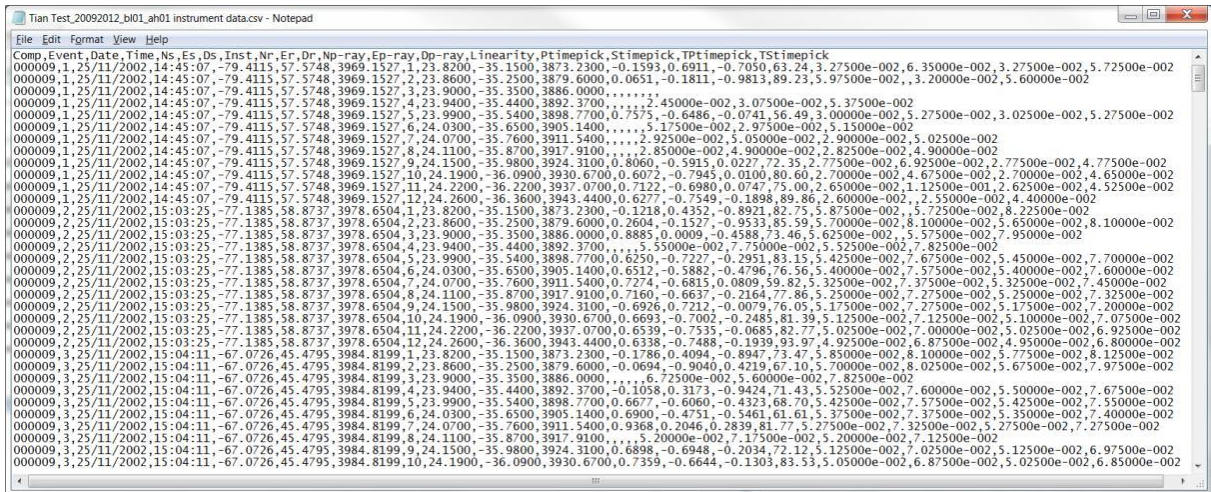 Tian Test_20092012_bl01_ah01 instrument data.csv - Notepad
File Edit Format View Help
Comp,Event,Date,Time,Ns,Es,Ds,Inst,Nr,Er,Dr,Np-ray,Ep-ray,Dp-ray,Linearity,Ptimepick,Stimepick,TPtimepick,TStimepick
000009,1,25/11/2002,14:45:07,-79.4115,57.5748,3969.1527,1,23.8200,-35.1500,3873.2300,-0.1593,0.6911,-0.7050,63.24,3.27500e-002,6.35000e-002,3.27500e-002,5.72500e-002
000009,1,25/11/2002,14:45:07,-79.4115,57.5748,3969.1527,2,23.8600,-35.2500,3879.6000,0.0651,-0.1811,-0.9813,89.23,5.97500e-002,,3.20000e-002,5.60000e-002
000009,1,25/11/2002,14:45:07,-79.4115,57.5748,3969.1527,3,23.9000,-35.3500,3886.0000,,,,,,,,
000009,1,25/11/2002,14:45:07,-79.4115,57.5748,3969.1527,4,23.9400,-35.4400,3892.3700,,,,,,2.45000e-002,3.07500e-002,5.37500e-002
000009,1,25/11/2002,14:45:07,-79.4115,57.5748,3969.1527,5,23.9900,-35.5400,3898.7700,0.7575,-0.6486,-0.0741,56.49,3.00000e-002,5.27500e-002,3.02500e-002,5.27500e-002
000009,1,25/11/2002,14:45:07,-79.4115,57.5748,3969.1527,6,24.0300,-35.6500,3905.1400,,,,,,5.17500e-002,2.97500e-002,5.15000e-002
000009,1,25/11/2002,14:45:07,-79.4115,57.5748,3969.1527,7,24.0700,-35.7600,3911.5400,,,,,2.92500e-002,5.05000e-002,2.90000e-002,5.02500e-002
000009,1,25/11/2002,14:45:07,-79.4115,57.5748,3969.1527,8,24.1100,-35.8700,3917.9100,,,,,2.85000e-002,4.90000e-002,2.82500e-002,4.90000e-002
000009,1,25/11/2002,14:45:07,-79.4115,57.5748,3969.1527,9,24.1500,-35.9800,3924.3100,0.8060,-0.5915,0.0227,72.35,2.77500e-002,6.92500e-002,2.77500e-002,4.77500e-002
000009,1,25/11/2002,14:45:07,-79.4115,57.5748,3969.1527,10,24.1900,-36.0900,3930.6700,0.6072,-0.7945,0.0100,80.60,2.70000e-002,4.67500e-002,2.70000e-002,4.65000e-002
000009,1,25/11/2002,14:45:07,-79.4115,57.5748,3969.1527,11,24.2200,-36.2200,3937.0700,0.7122,-0.6980,0.0747,75.00,2.65000e-002,1.12500e-001,2.62500e-002,4.52500e-002
000009,1,25/11/2002,14:45:07,-79.4115,57.5748,3969.1527,12,24.2600,-36.3600,3943.4400,0.6277,-0.7549,-0.1898,89.86,2.60000e-002,,2.55000e-002,4.40000e-002
000009,2,25/11/2002,15:03:25,-77.1385,58.8737,3978.6504,1,23.8200,-35.1500,3873.2300,-0.1218,0.4352,-0.8921,82.75,5.87500e-002,,5.72500e-002,8.22500e-002
000009,2,25/11/2002,15:03:25,-77.1385,58.8737,3978.6504,2,23.8600,-35.2500,3879.6000,0.2604,-0.1527,-0.9533,85.59,5.70000e-002,8.10000e-002,5.65000e-002,8.10000e-002
000009,2,25/11/2002,15:03:25,-77.1385,58.8737,3978.6504,3,23.9000,-35.3500,3886.0000,0.8885,0.0009,-0.4588,73.46,5.62500e-002,,5.57500e-002,7.95000e-002
000009,2,25/11/2002,15:03:25,-77.1385,58.8737,3978.6504,4,23.9400,-35.4400,3892.3700,,,,,5.55000e-002,7.75000e-002,5.52500e-002,7.82500e-002
000009,2,25/11/2002,15:03:25,-77.1385,58.8737,3978.6504,5,23.9900,-35.5400,3898.7700,0.6250,-0.7227,-0.2951,83.15,5.42500e-002,7.67500e-002,5.45000e-002,7.70000e-002
000009,2,25/11/2002,15:03:25,-77.1385,58.8737,3978.6504,6,24.0300,-35.6500,3905.1400,0.6512,-0.5882,-0.4796,76.56,5.40000e-002,7.57500e-002,5.40000e-002,7.60000e-002
000009,2,25/11/2002,15:03:25,-77.1385,58.8737,3978.6504,7,24.0700,-35.7600,3911.5400,0.7274,-0.6815,0.0809,59.82,5.32500e-002,7.37500e-002,5.32500e-002,7.45000e-002
000009,2,25/11/2002,15:03:25,-77.1385,58.8737,3978.6504,8,24.1100,-35.8700,3917.9100,0.7160,-0.6637,-0.2164,77.86,5.25000e-002,7.27500e-002,5.25000e-002,7.32500e-002
000009,2,25/11/2002,15:03:25,-77.1385,58.8737,3978.6504,9,24.1500,-35.9800,3924.3100,-0.6926,0.7212,-0.0079,76.05,5.17500e-002,7.27500e-002,5.17500e-002,7.20000e-002
000009,2,25/11/2002,15:03:25,-77.1385,58.8737,3978.6504,10,24.1900,-36.0900,3930.6700,0.6693,-0.7002,-0.2485,81.39,5.12500e-002,7.12500e-002,5.10000e-002,7.07500e-002
000009,2,25/11/2002,15:03:25,-77.1385,58.8737,3978.6504,11,24.2200,-36.2200,3937.0700,0.6539,-0.7535,-0.0685,82.77,5.02500e-002,7.00000e-002,5.02500e-002,6.92500e-002
000009,2,25/11/2002,15:03:25,-77.1385,58.8737,3978.6504,12,24.2600,-36.3600,3943.4400,0.6338,-0.7488,-0.1939,93.97,4.92500e-002,6.87500e-002,4.95000e-002,6.80000e-002
000009,3,25/11/2002,15:04:11,-67.0726,45.4795,3984.8199,1,23.8200,-35.1500,3873.2300,-0.1786,0.4094,-0.8947,73.47,5.85000e-002,8.10000e-002,5.77500e-002,8.12500e-002
000009,3,25/11/2002,15:04:11,-67.0726,45.4795,3984.8199,2,23.8600,-35.2500,3879.6000,-0.0694,-0.9040,0.4219,67.10,5.70000e-002,8.02500e-002,5.67500e-002,7.97500e-002
000009,3,25/11/2002,15:04:11,-67.0726,45.4795,3984.8199,3,23.9000,-35.3500,3886.0000,,,,,,6.72500e-002,5.60000e-002,7.82500e-002
000009,3,25/11/2002,15:04:11,-67.0726,45.4795,3984.8199,4,23.9400,-35.4400,3892.3700,-0.1058,0.3173,-0.9424,71.43,5.52500e-002,7.60000e-002,5.50000e-002,7.67500e-002
000009,3,25/11/2002,15:04:11,-67.0726,45.4795,3984.8199,5,23.9900,-35.5400,3898.7700,0.6677,-0.6060,-0.4323,68.70,5.42500e-002,7.57500e-002,5.42500e-002,7.55000e-002
000009,3,25/11/2002,15:04:11,-67.0726,45.4795,3984.8199,6,24.0300,-35.6500,3905.1400,0.6900,-0.4751,-0.5461,61.61,5.37500e-002,7.37500e-002,5.35000e-002,7.40000e-002
000009,3,25/11/2002,15:04:11,-67.0726,45.4795,3984.8199,7,24.0700,-35.7600,3911.5400,0.9368,0.2046,0.2839,81.77,5.27500e-002,7.32500e-002,5.27500e-002,7.27500e-002
000009,3,25/11/2002,15:04:11,-67.0726,45.4795,3984.8199,8,24.1100,-35.8700,3917.9100,,,,,5.20000e-002,7.17500e-002,5.20000e-002,7.12500e-002
000009,3,25/11/2002,15:04:11,-67.0726,45.4795,3984.8199,9,24.1500,-35.9800,3924.3100,0.6898,-0.6948,-0.2034,72.12,5.12500e-002,7.02500e-002,5.12500e-002,6.97500e-002
000009,3,25/11/2002,15:04:11,-67.0726,45.4795,3984.8199,10,24.1900,-36.0900,3930.6700,0.7359,-0.6644,-0.1303,83.53,5.05000e-002,6.87500e-002,5.02500e-002,6.85000e-002